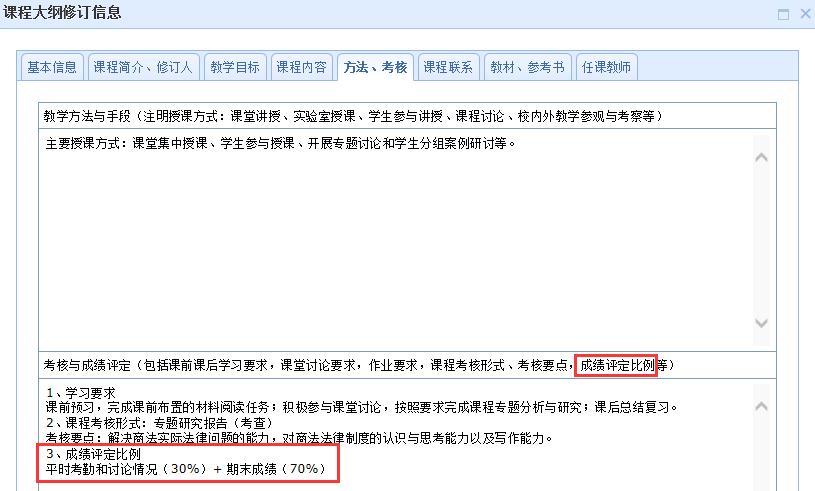 课程大纲修订信息
基本信息
课程简介、修订人
教学目标
课程内容
方法、考核
课程联系
教材、参考书
任课教师
教学方法与手段（注明授课方式：课堂讲授、实验室授课、学生参与讲授、课程讨论、校内外教学参观与考察等）
主要授课方式：课堂集中授课、学生参与授课、开展专题讨论和学生分组案例研讨等。
考核与成绩评定（包括课前课后学习要求，课堂讨论要求，作业要求，课程考核形式、考核要点，成绩评定比例等）
1、学习要求
课前预习，完成课前布置的材料阅读任务；积极参与课堂讨论，按照要求完成课程专题分析与研究；课后总结复习。
2、课程考核形式：专题研究报告（考查）
考核要点：解决商法实际法律问题的能力，对商法法律制度的认识与思考能力以及写作能力。
3、成绩评定比例
平时考勤和讨论情况（30%）+ 期末成绩（70%）